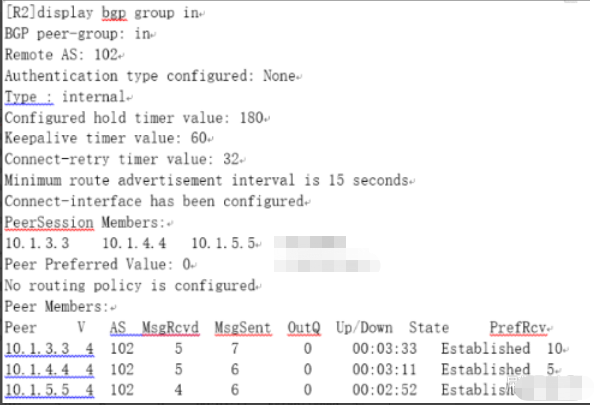 [R2]display bgp group in
BGP peer-group: in
Remote AS: 102
Authentication type configured: None
Type : internal
Configured hold timer value: 180
Keepalive timer value: 60
Connect-retry timer value: 32
Minimum route advertisement interval is 15 seconds
Connect-interface has been configured
PeerSession Members:
10.1.3.3 10.1.4.4 10.1.5.5
Peer Preferred Value: 0
No routing policy is configured
Peer Members:
Peer V AS MsgRcvd MsgSent OutQ Up/Down State PrefRcv
10.1.3.3 4 102 5 7 0 00:03:33 Established 10
10.1.4.4 4 102 5 6 0 00:03:11 Established 5
10.1.5.5 4 102 4 6 0 00:02:52